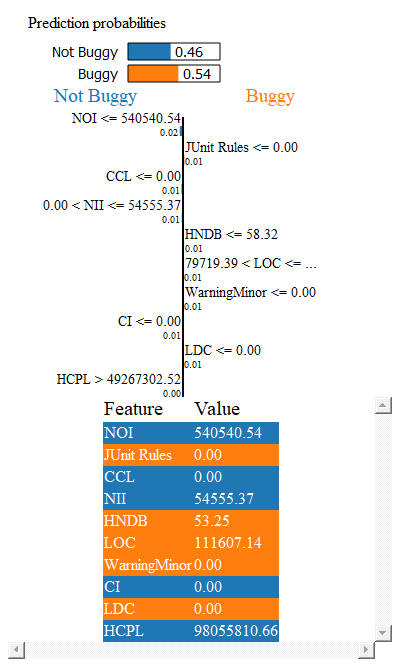 Prediction probabilities
Not Buggy 0.46
Buggy 0.54
Not Buggy Buggy
NOI <= 540540.54
0.02
JUnit Rules <= 0.00
0.01
CCL <= 0.00
0.01
0.00 < NII <= 54555.37
0.01
HNDB <= 58.32
0.01
79719.39 < LOC <= ...
0.01
WarningMinor <= 0.00
0.01
CI <= 0.00
0.01
LDC <= 0.00
0.01
HCPL > 49267302.52
0.00
Feature Value
NOI 540540.54
JUnit Rules 0.00
CCL 0.00
NII 54555.37
HNDB 53.25
LOC 111607.14
WarningMinor 0.00
CI 0.00
LDC 0.00
HCPL 98055810.66